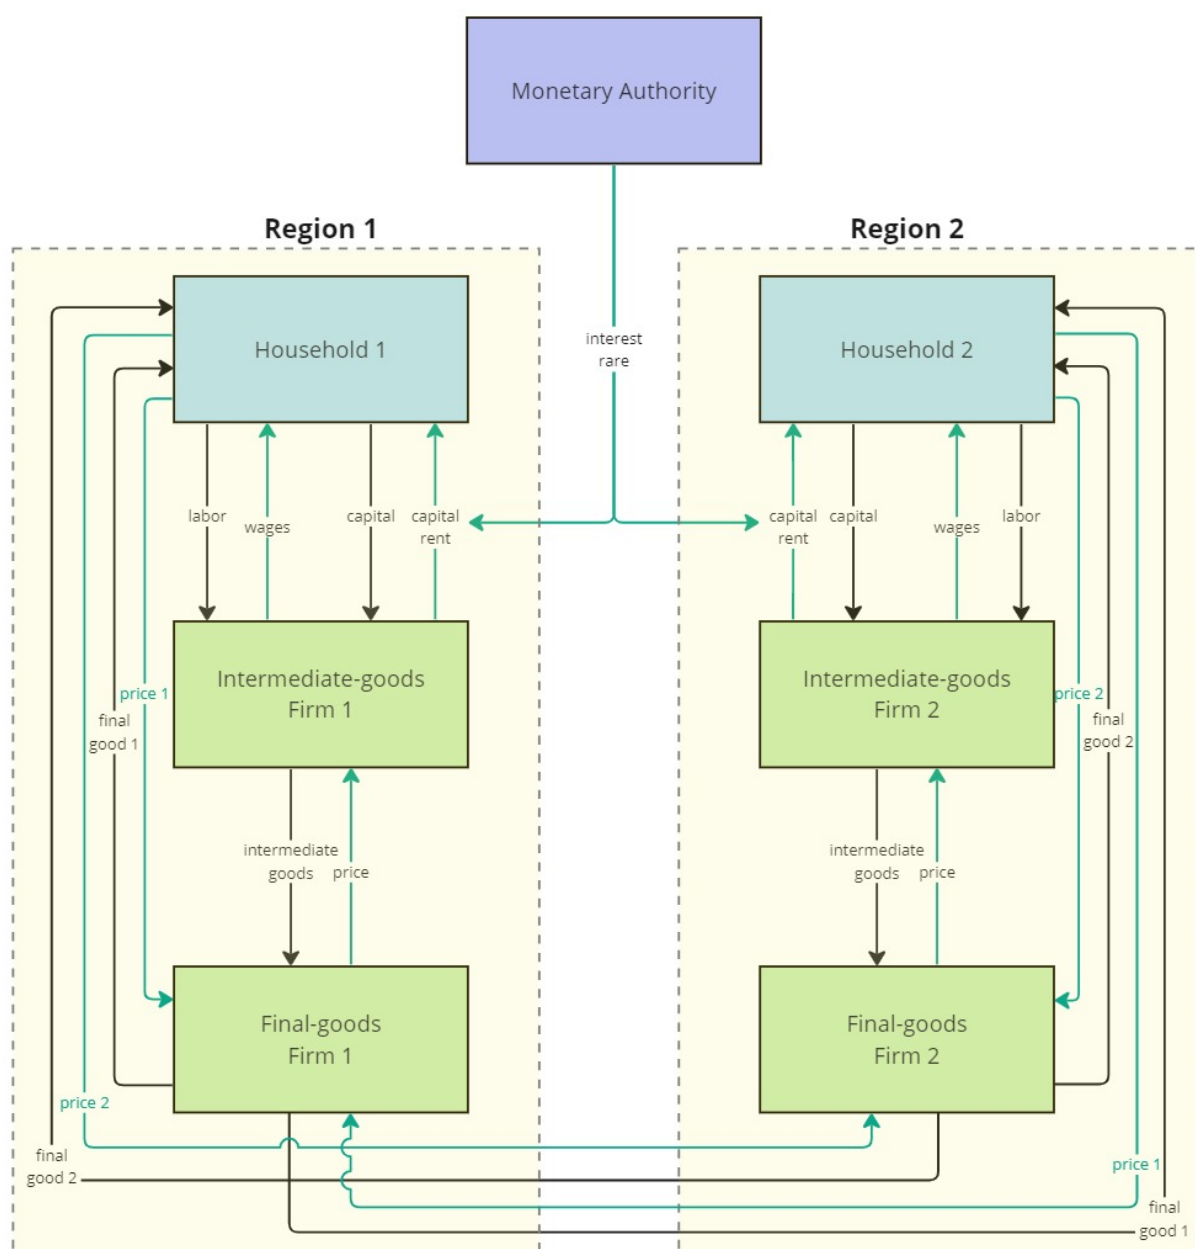 Monetary Authority
Region 1
Region 2
Household 1
interest
rare
Household 2
labor
wages
capital
capital
rent
capital
rent
capital
wages
labor
Intermediate-goods
Firm 1
Intermediate-goods
Firm 2
price 1
final
good 1
price 2
final
good 2
intermediate
goods
price
intermediate
goods
price
Final-goods
Firm 1
Final-goods
Firm 2
price 2
final
good 2
price 1
final
good 1